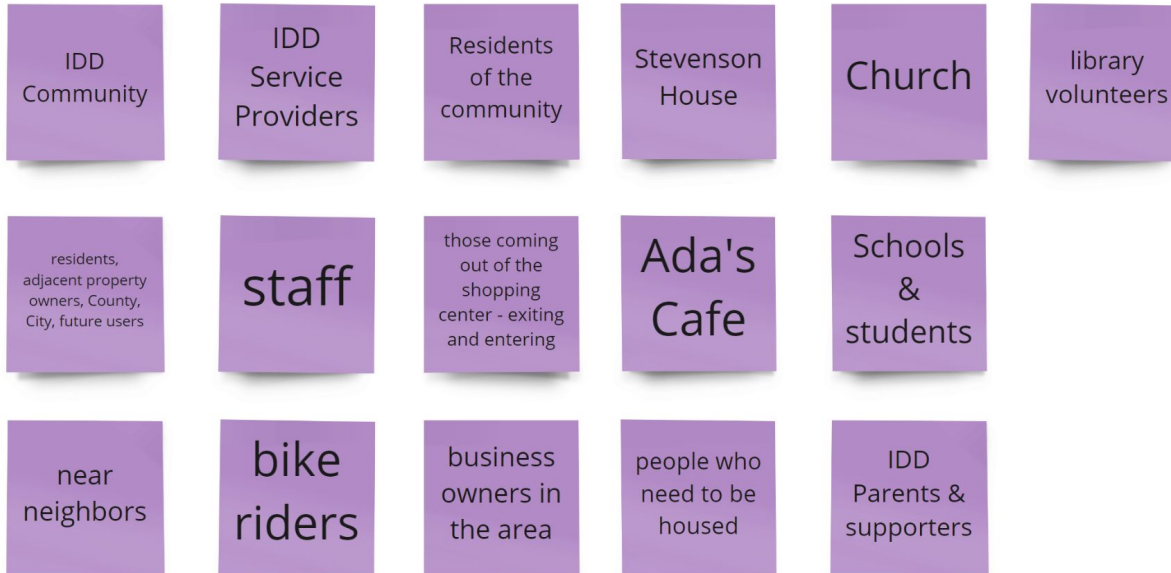 IDD
Community
IDD
Service
Providers
Residents
of the
community
Stevenson
House
Church
library
volunteers
residents,
adjacent property
owners, County,
City, future users
staff
those coming
out of the
shopping
center - exiting
and entering
Ada's
Cafe
Schools
&
students
near
neighbors
bike
riders
business
owners in
the area
people who
need to be
housed
IDD
Parents &
supporters